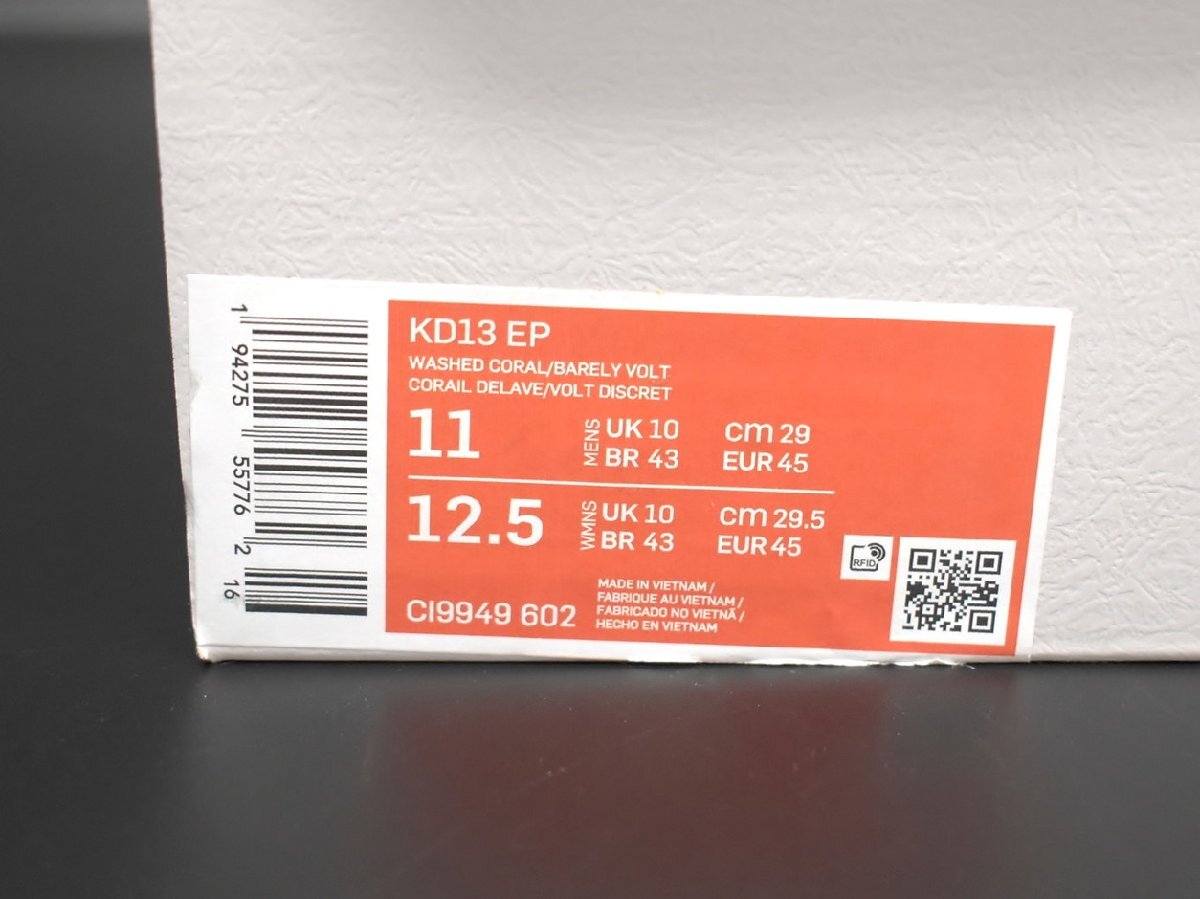 KD13 EP
WASHED CORAL/BARELY VOLT
CORAIL DELAVE/VOLT DISCRET
11 MENS UK 10 cm 29
BR 43 EUR 45
12.5 WMNS UK 10 cm 29.5
BR 43 EUR 45
CI9949 602
MADE IN VIETNAM /
FABRIQUE AU VIETNAM /
FABRICADO NO VIETNÃ /
HECHO EN VIETNAM
RFID
1 94275 55776 2 16